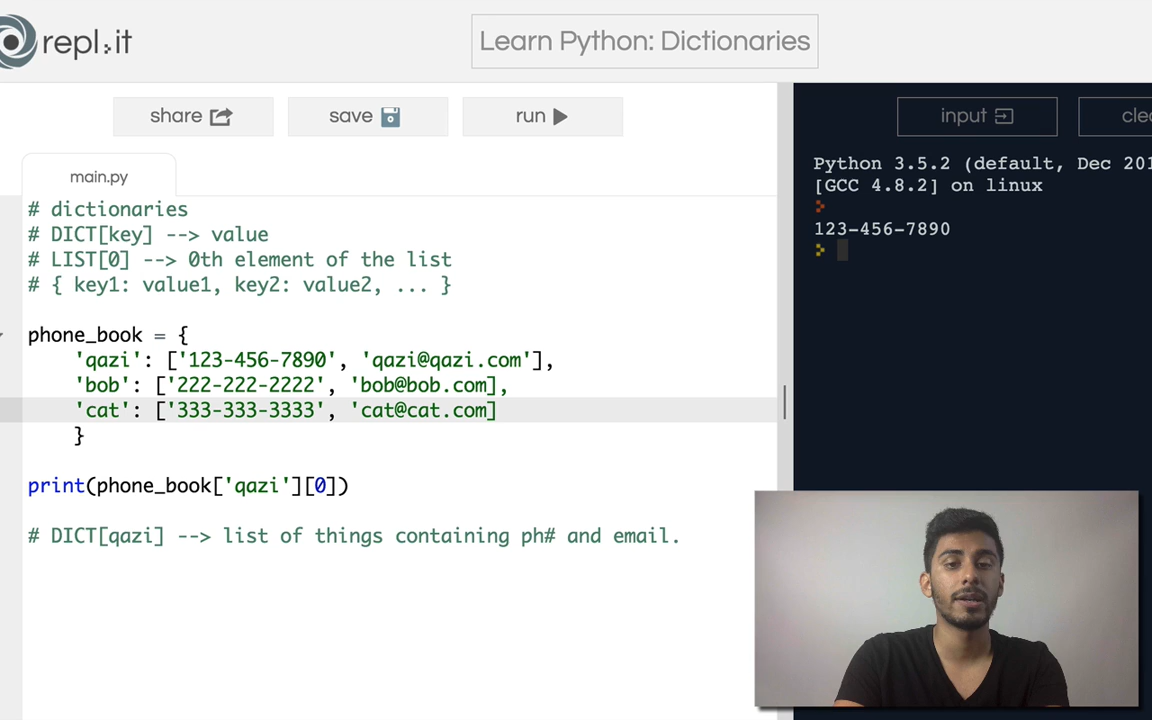 repl.it
Learn Python: Dictionaries
share
save
run
input
main.py
Python 3.5.2 (default, Dec
[GCC 4.8.2] on linux
123-456-7890
# dictionaries
# DICT[key] --> value
# LIST[0] --> 0th element of the list
# { key1: value1, key2: value2, ... }
phone_book = {
'qazi': ['123-456-7890', 'qazi@qazi.com'],
'bob': ['222-222-2222', 'bob@bob.com],
'cat': ['333-333-3333', 'cat@cat.com]
}
print(phone_book['qazi'][0])
# DICT[qazi] --> list of things containing ph# and email.